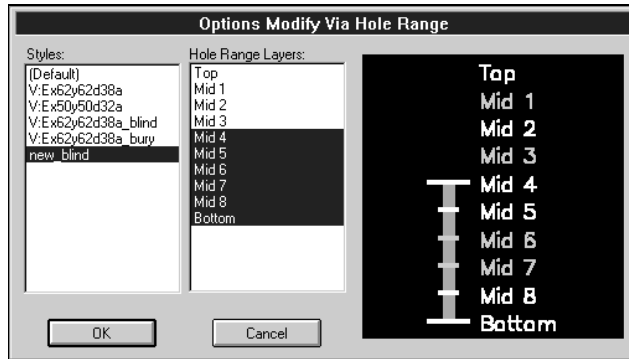 Options Modify Via Hole Range
Styles:
(Default)
V:Ex62y62d38a
V:Ex50y50d32a
V:Ex62y62d38a_blind
V:Ex62y62d38a_bury
new_blind
Hole Range Layers:
Top
Mid 1
Mid 2
Mid 3
Mid 4
Mid 5
Mid 6
Mid 7
Mid 8
Bottom
Top
Mid 1
Mid 2
Mid 3
Mid 4
Mid 5
Mid 6
Mid 7
Mid 8
Bottom
OK
Cancel